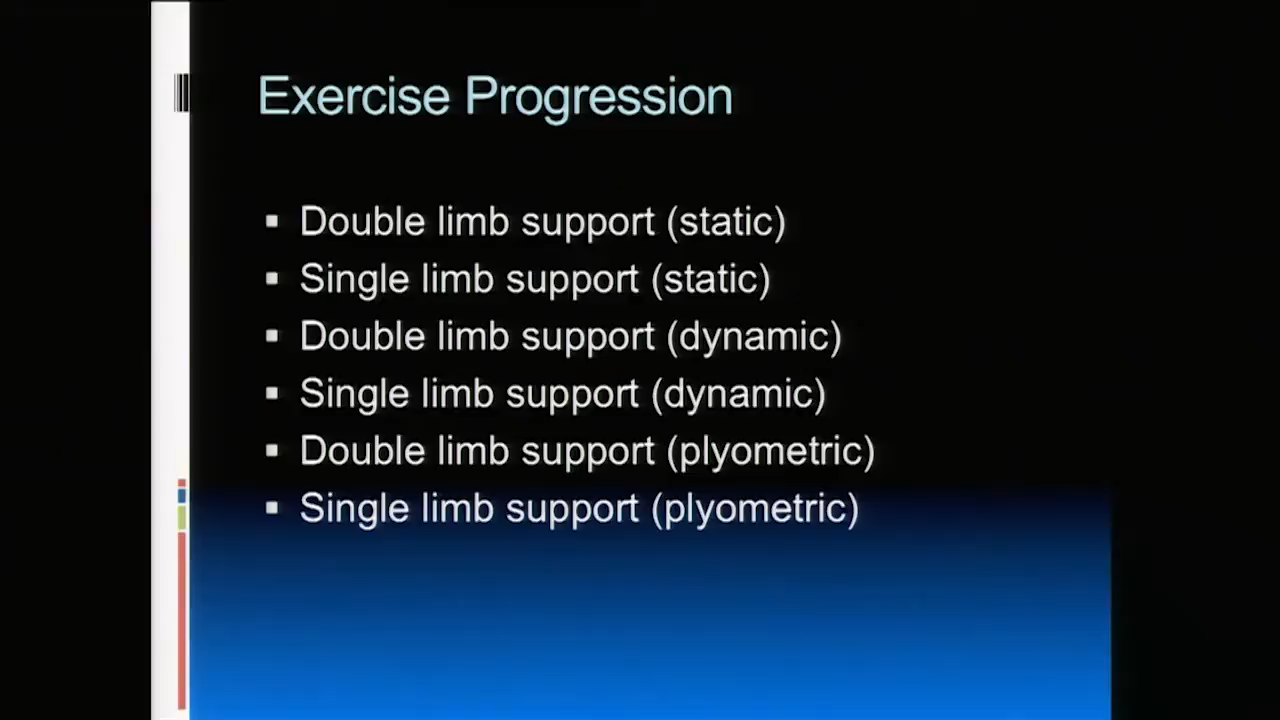 Exercise Progression
▪ Double limb support (static)
▪ Single limb support (static)
▪ Double limb support (dynamic)
▪ Single limb support (dynamic)
▪ Double limb support (plyometric)
▪ Single limb support (plyometric)